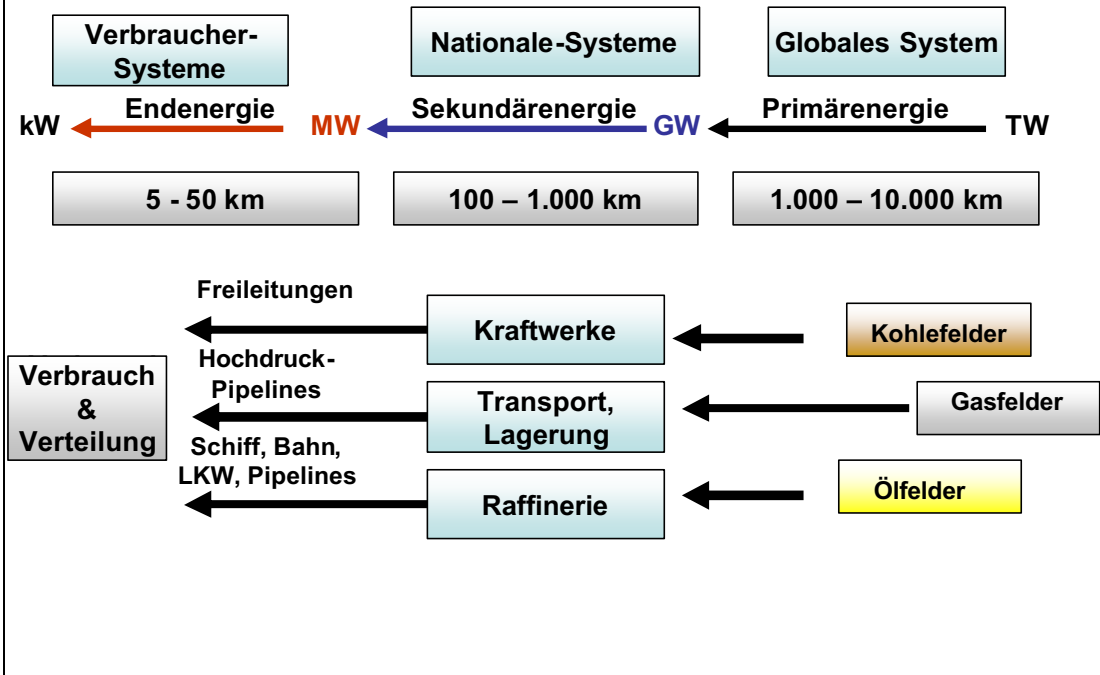 Verbraucher-
Systeme
Nationale-Systeme
Globales System
kW
Endenergie
MW
Sekundärenergie
GW
Primärenergie
TW
5 - 50 km
100 – 1.000 km
1.000 – 10.000 km
Freileitungen
Kraftwerke
Kohlefelder
Verbrauch
&
Verteilung
Hochdruck-
Pipelines
Transport,
Lagerung
Gasfelder
Schiff, Bahn,
LKW, Pipelines
Raffinerie
Ölfelder